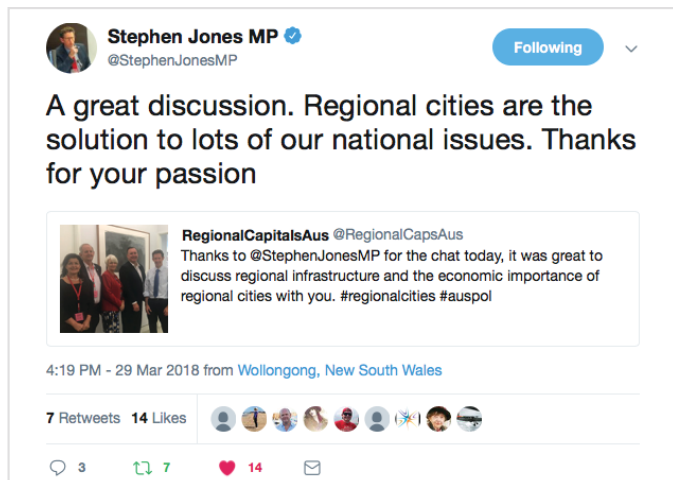 Stephen Jones MP
@StephenJonesMP
Following
A great discussion. Regional cities are the
solution to lots of our national issues. Thanks
for your passion
RegionalCapitalsAus @RegionalCapsAus
Thanks to @StephenJonesMP for the chat today, it was great to
discuss regional infrastructure and the economic importance of
regional cities with you. #regionalcities #auspol
4:19 PM - 29 Mar 2018 from Wollongong, New South Wales
7 Retweets 14 Likes
3 7 14